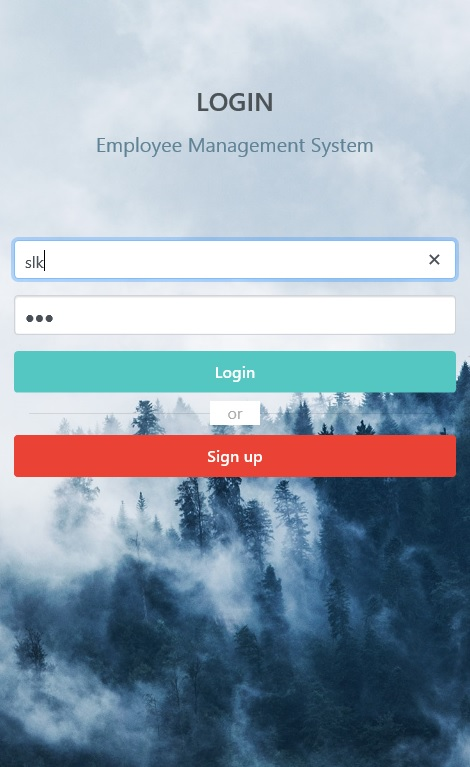 LOGIN
Employee Management System
slk
●●●
Login
or
Sign up